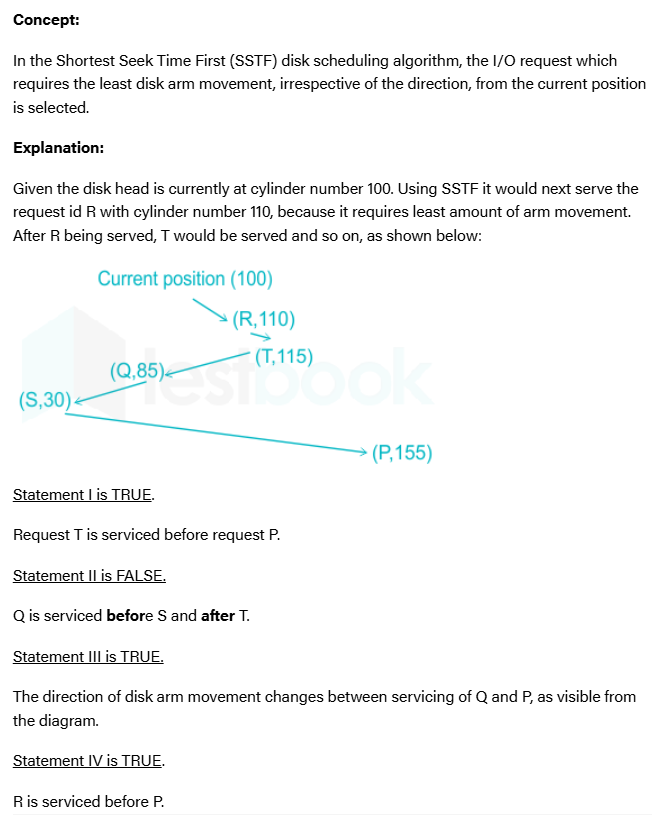 Concept:
In the Shortest Seek Time First (SSTF) disk scheduling algorithm, the I/O request which
requires the least disk arm movement, irrespective of the direction, from the current position
is selected.
Explanation:
Given the disk head is currently at cylinder number 100. Using SSTF it would next serve the
request id R with cylinder number 110, because it requires least amount of arm movement.
After R being served, T would be served and so on, as shown below:
Current position (100)
(R,110)
(T,115)
(Q,85)
testbook
(S,30)
(P,155)
Statement I is TRUE.
Request T is serviced before request P.
Statement II is FALSE.
Q is serviced before S and after T.
Statement III is TRUE.
The direction of disk arm movement changes between servicing of Q and P, as visible from
the diagram.
Statement IV is TRUE.
R is serviced before P.